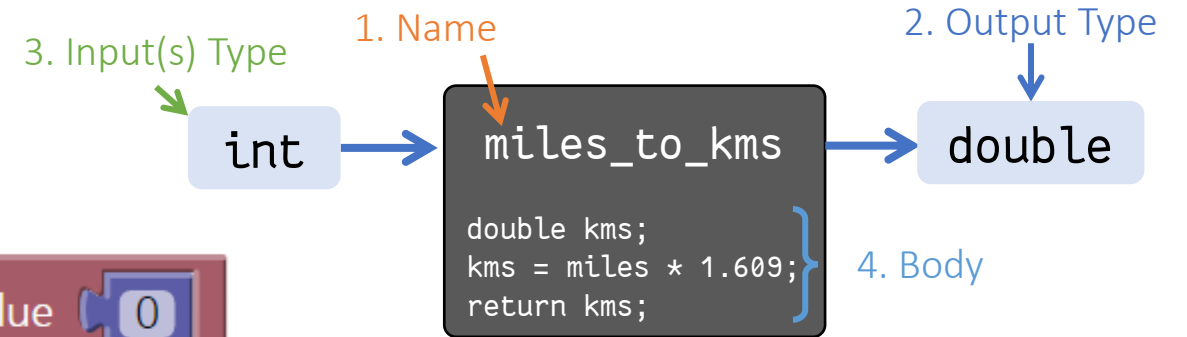 1. Name
2. Output Type
3. Input(s) Type
int
miles_to_kms
double
double kms;
kms = miles * 1.609;
return kms;
4. Body
0